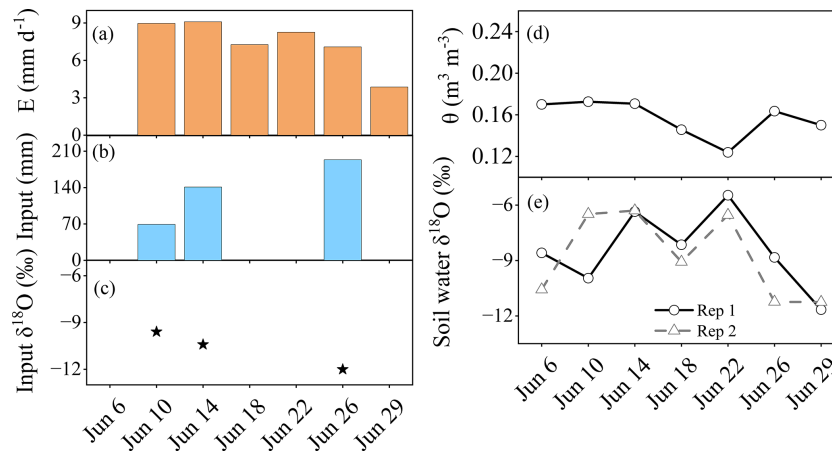 (a)
E (mm d⁻¹)
9
6
3
0
(b)
Input (mm)
210
140
70
0
(c)
Input δ¹⁸O (‰)
−6
−9
−12
Jun 6
Jun 10
Jun 14
Jun 18
Jun 22
Jun 26
Jun 29
(d)
θ (m³ m⁻³)
0.24
0.20
0.16
0.12
(e)
Soil water δ¹⁸O (‰)
−6
−9
−12
Rep 1
Rep 2
Jun 6
Jun 10
Jun 14
Jun 18
Jun 22
Jun 26
Jun 29